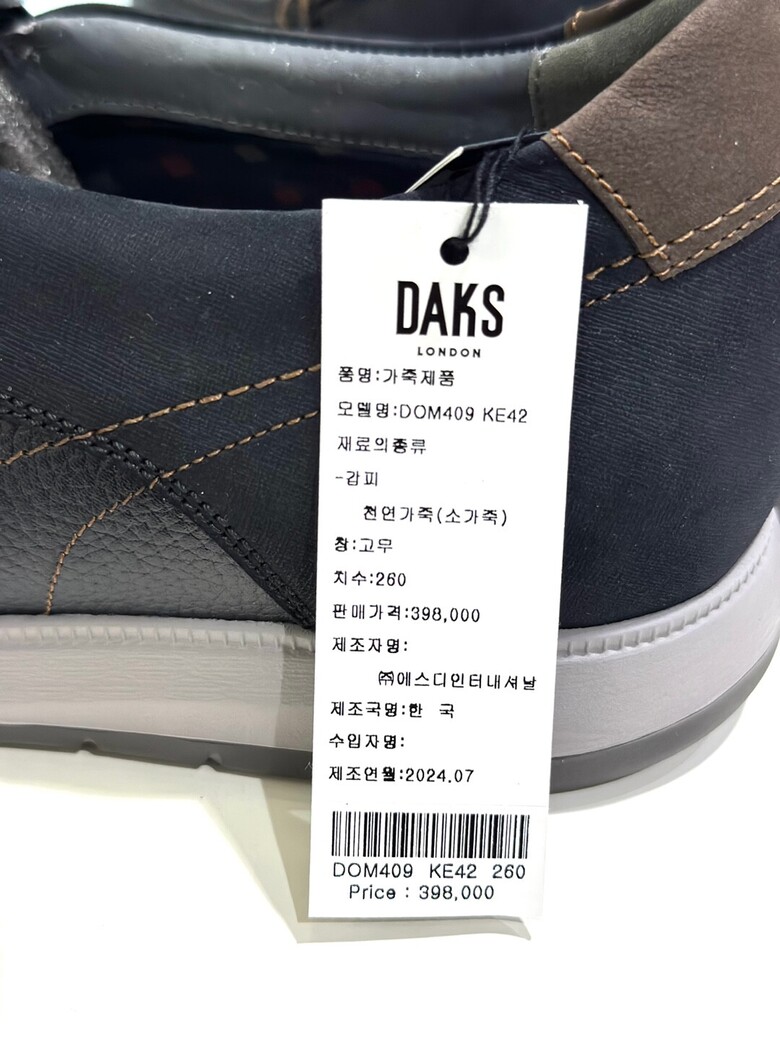 DAKS
LONDON
품명:가죽제품
모델명:DOM409 KE42
재료의종류
-갑피
천연가죽(소가죽)
창:고무
치수:260
판매가격:398,000
제조자명:
㈜에스디인터내셔날
제조국명:한 국
수입자명:
제조연월:2024.07
DOM409 KE42 260
Price : 398,000